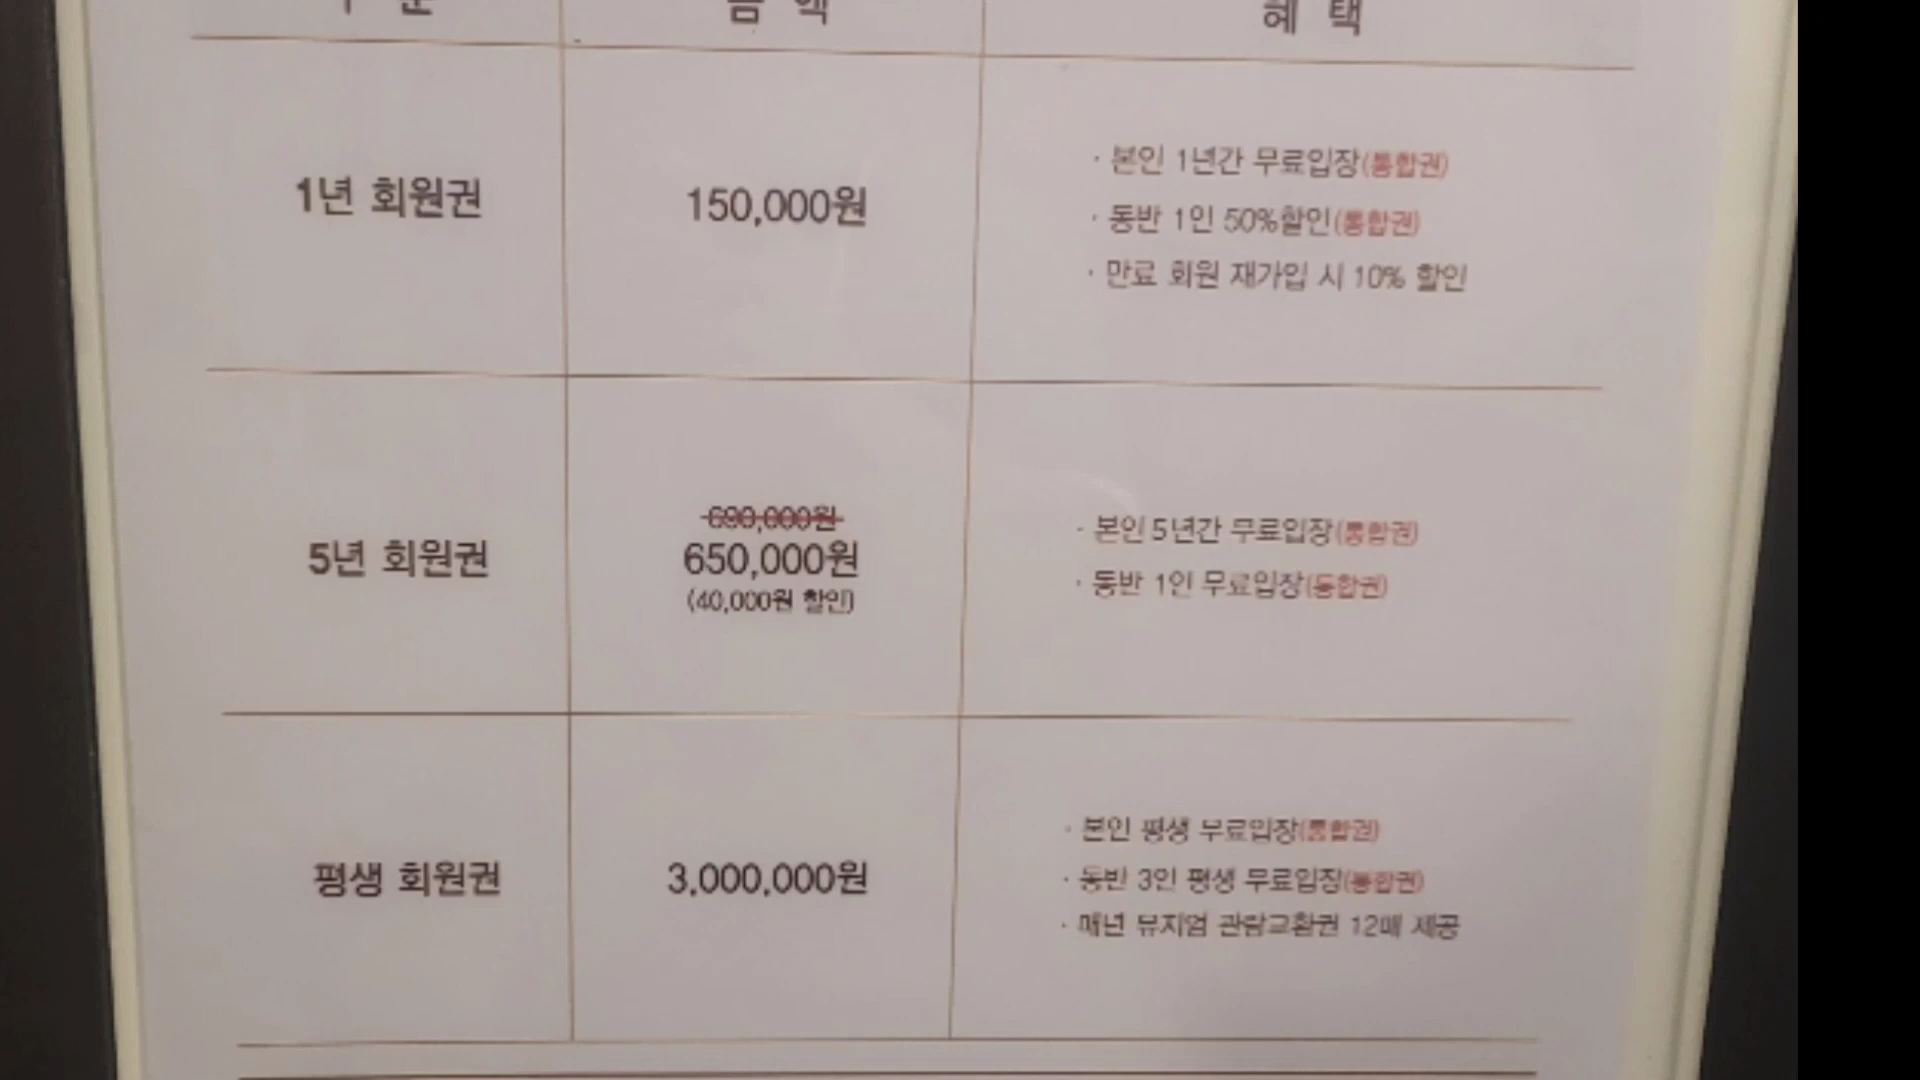 구 분 금 액 혜 택
1년 회원권
150,000원
· 본인 1년간 무료입장(통합권)
· 동반 1인 50%할인(통합권)
· 만료 회원 재가입 시 10% 할인
5년 회원권
690,000원
650,000원
(40,000원 할인)
· 본인 5년간 무료입장(통합권)
· 동반 1인 무료입장(통합권)
평생 회원권
3,000,000원
· 본인 평생 무료입장(통합권)
· 동반 3인 평생 무료입장(통합권)
· 매년 뮤지엄 관람교환권 12매 제공